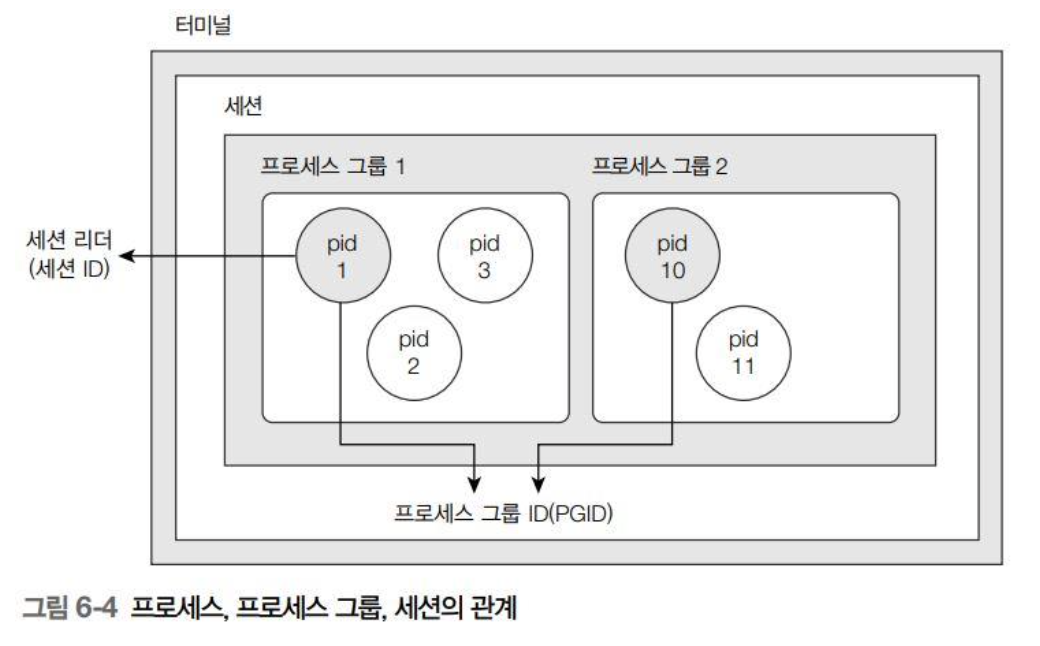 터미널
세션
프로세스 그룹 1
프로세스 그룹 2
세션 리더
(세션 ID)
pid
1
pid
3
pid
2
pid
10
pid
11
프로세스 그룹 ID(PGID)
그림 6-4 프로세스, 프로세스 그룹, 세션의 관계